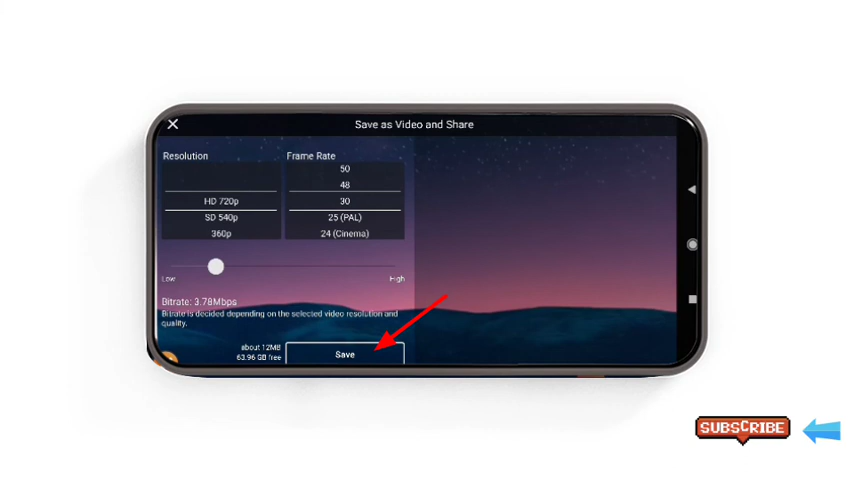 Save as Video and Share
Resolution
Frame Rate
50
48
HD 720p
30
SD 540p
25 (PAL)
360p
24 (Cinema)
Low
High
Bitrate: 3.78Mbps
Bitrate is decided depending on the selected video resolution and
quality.
about 12MB
63.96 GB free
Save
SUBSCRIBE